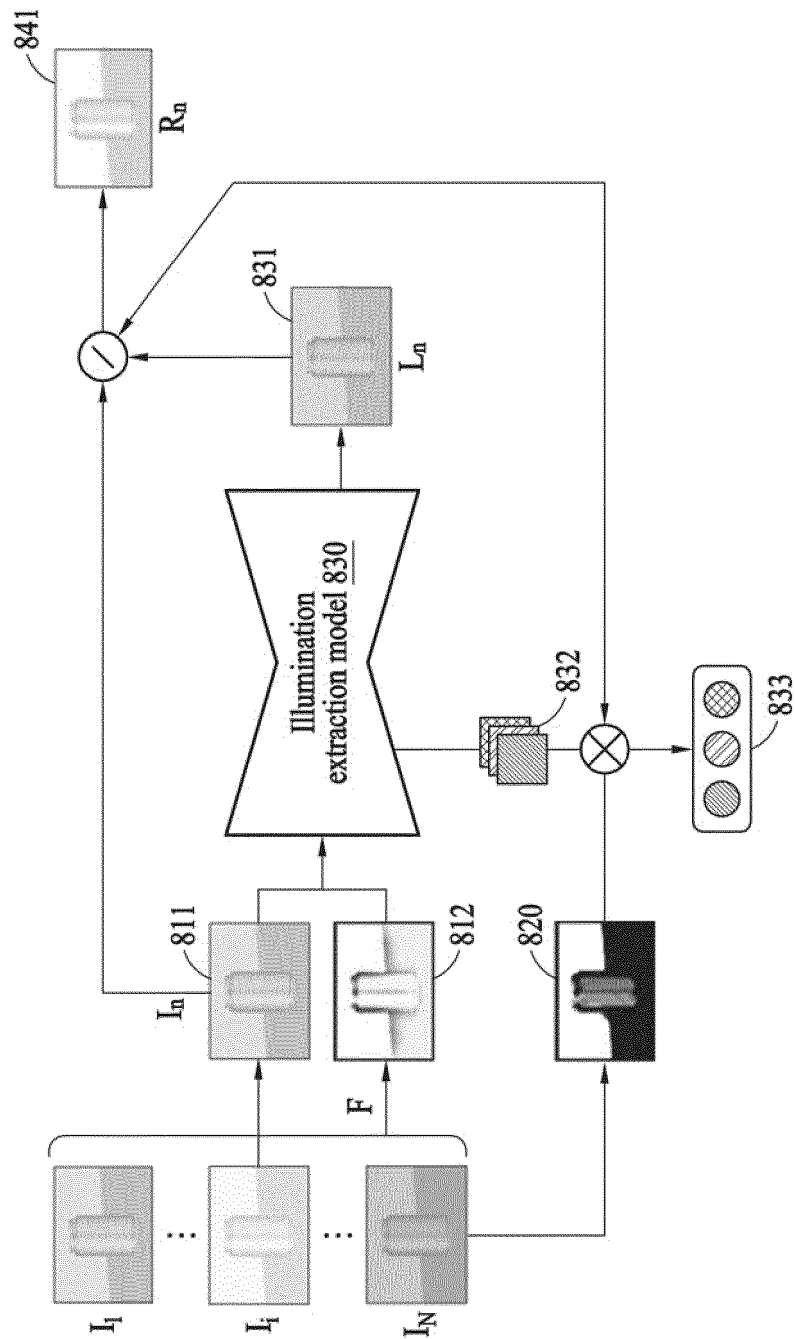 I1
...
Ii
...
IN
F
In
811
812
820
Illumination
extraction model 830
832
833
Ln
831
Rn
841